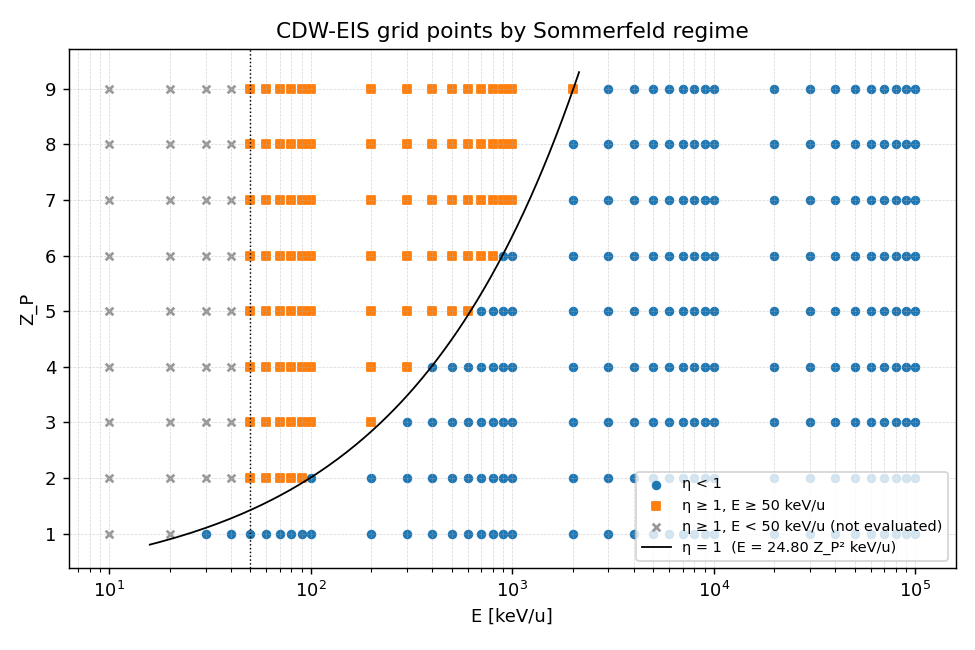 CDW-EIS grid points by Sommerfeld regime
Z_P
9
8
7
6
5
4
3
2
1
η < 1
η ≥ 1, E ≥ 50 keV/u
η ≥ 1, E < 50 keV/u (not evaluated)
η = 1  (E = 24.80 Z_P² keV/u)
10¹
10²
10³
10⁴
10⁵
E [keV/u]